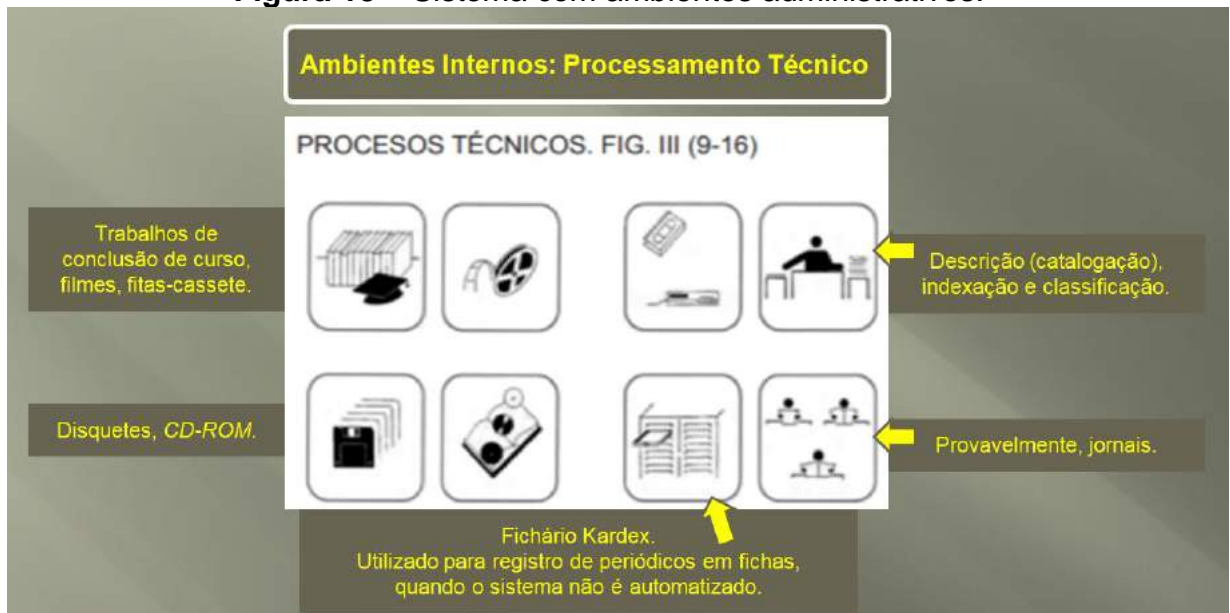 Ambientes Internos: Processamento Técnico
PROCESOS TÉCNICOS. FIG. III (9-16)
Trabalhos de
conclusão de curso,
filmes, fitas-cassete.
Descrição (catalogação),
indexação e classificação.
Disquetes, CD-ROM.
Provavelmente, jornais.
Fichário Kardex.
Utilizado para registro de periódicos em fichas,
quando o sistema não é automatizado.